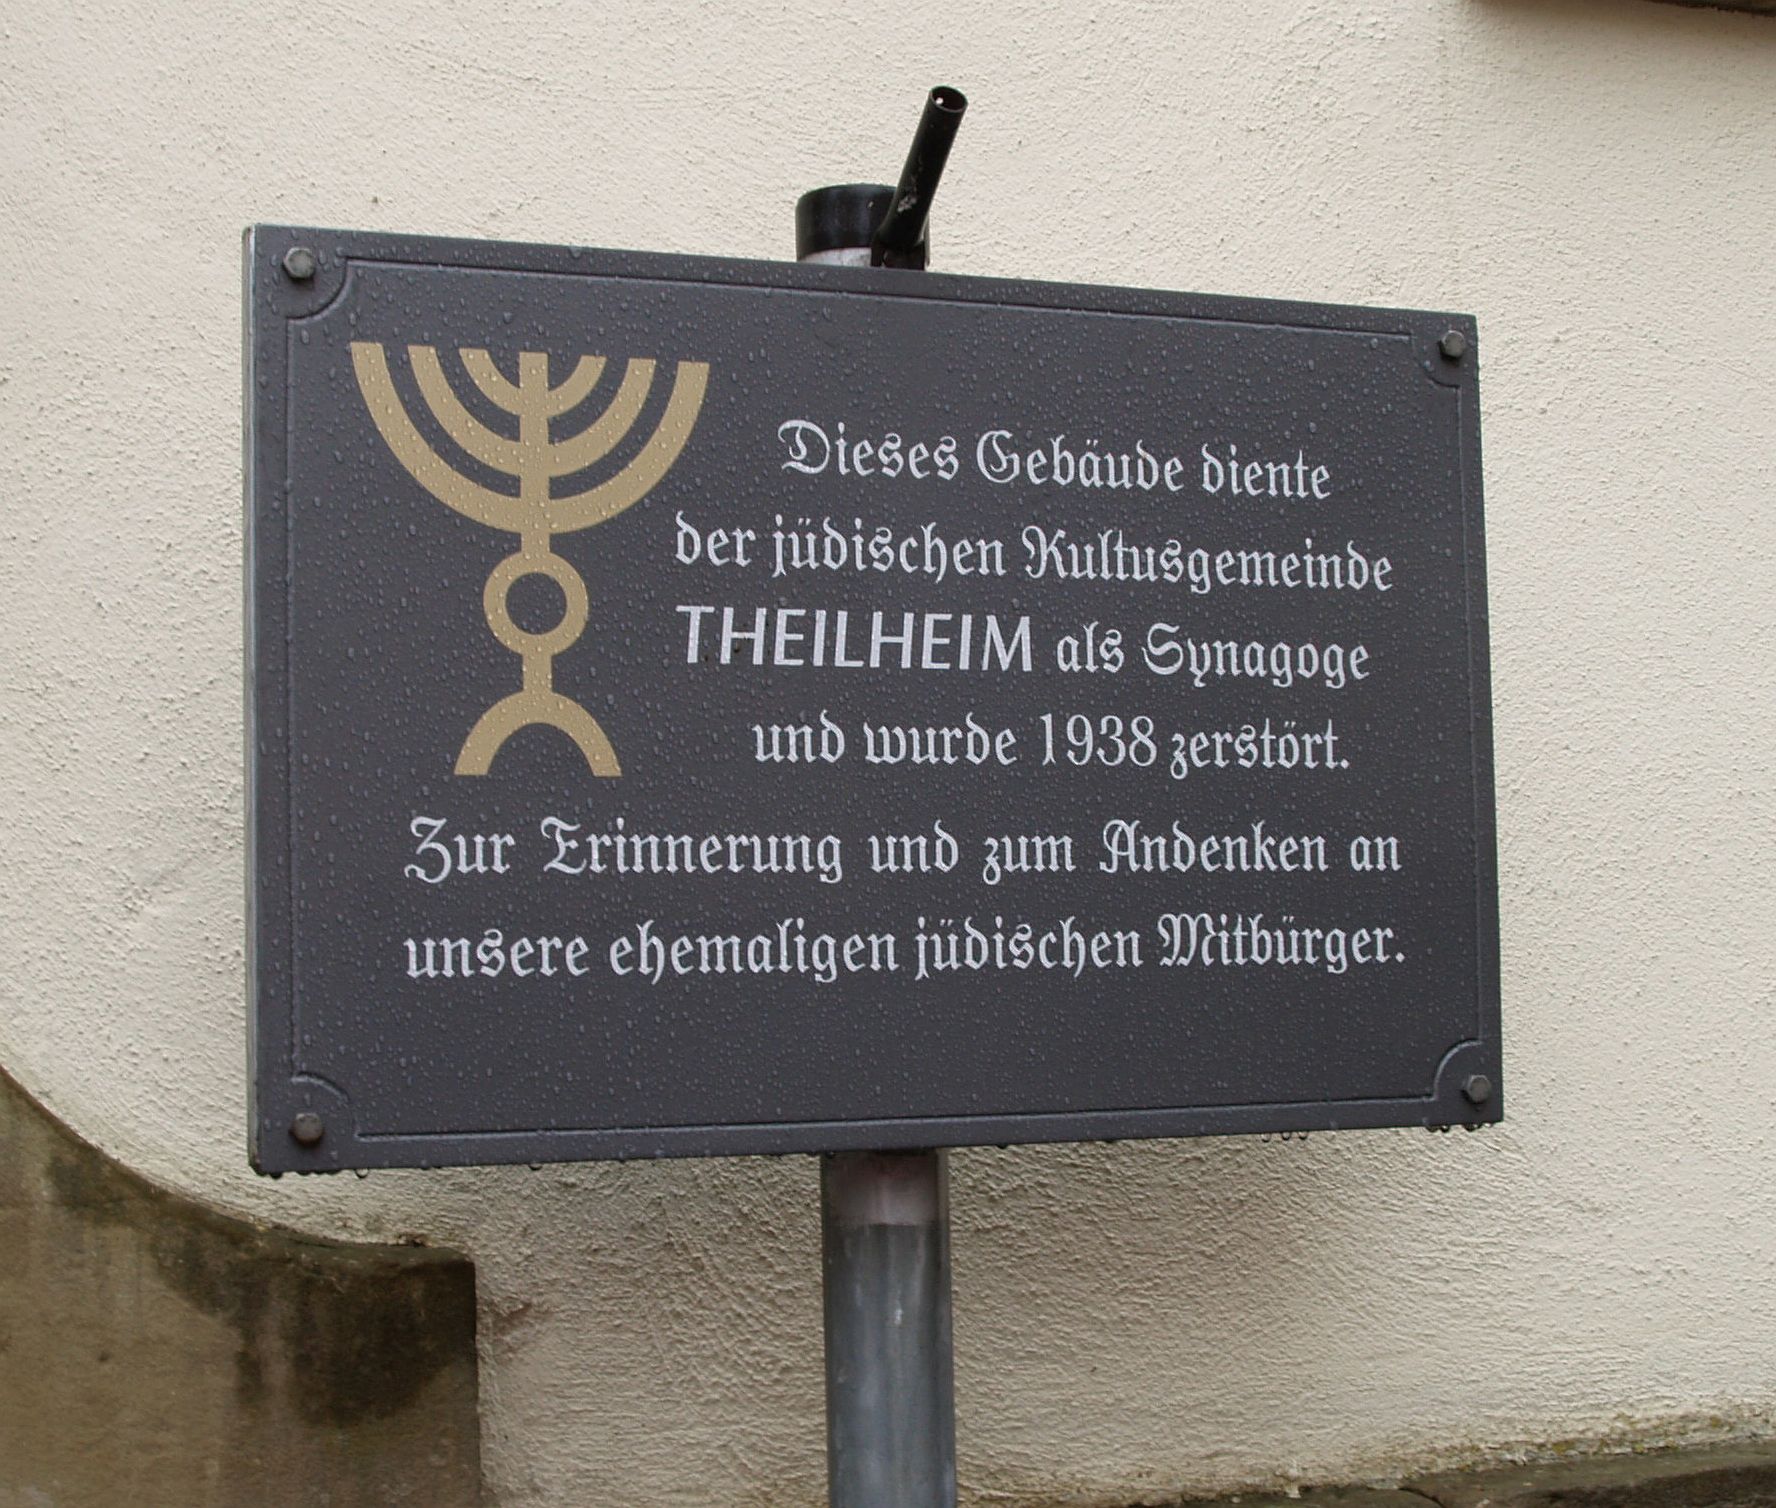 Dieses Gebäude diente
der jüdischen Kultusgemeinde
THEILHEIM als Synagoge
und wurde 1938 zerstört.
Zur Erinnerung und zum Andenken an
unsere ehemaligen jüdischen Mitbürger.